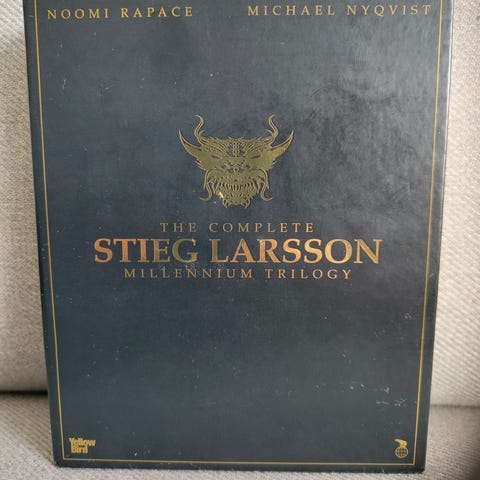 NOOMI RAPACE MICHAEL NYQVIST
THE COMPLETE
STIEG LARSSON
MILLENNIUM TRILOGY
Yellow
Bird